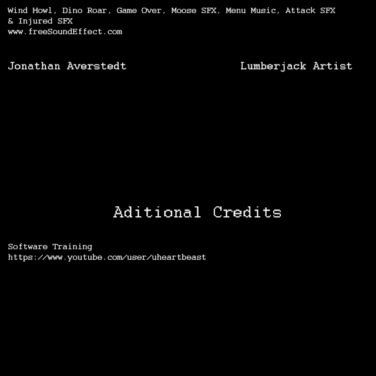 Wind Howl, Dino Roar, Game Over, Moose SFX, Menu Music, Attack SFX
& Injured SFX
www.freeSoundEffect.com
Jonathan Averstedt Lumberjack Artist
Aditional Credits
Software Training
https://www.youtube.com/user/uheartbeast